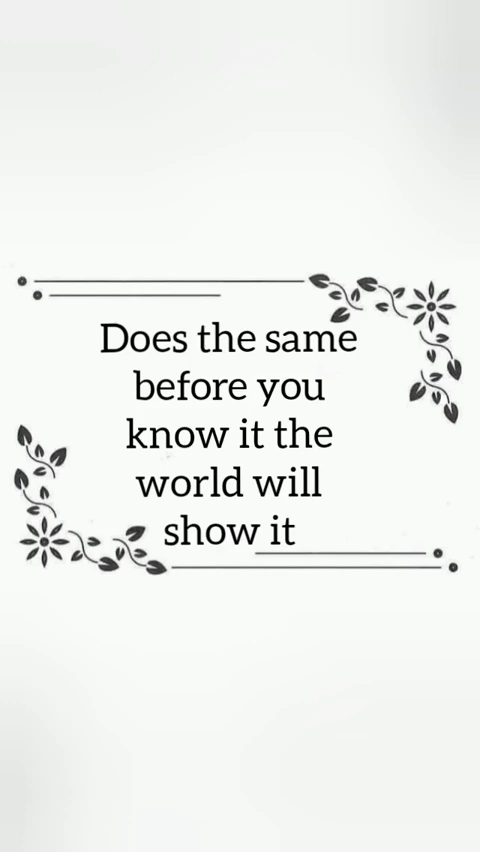 Does the same
before you
know it the
world will
show it